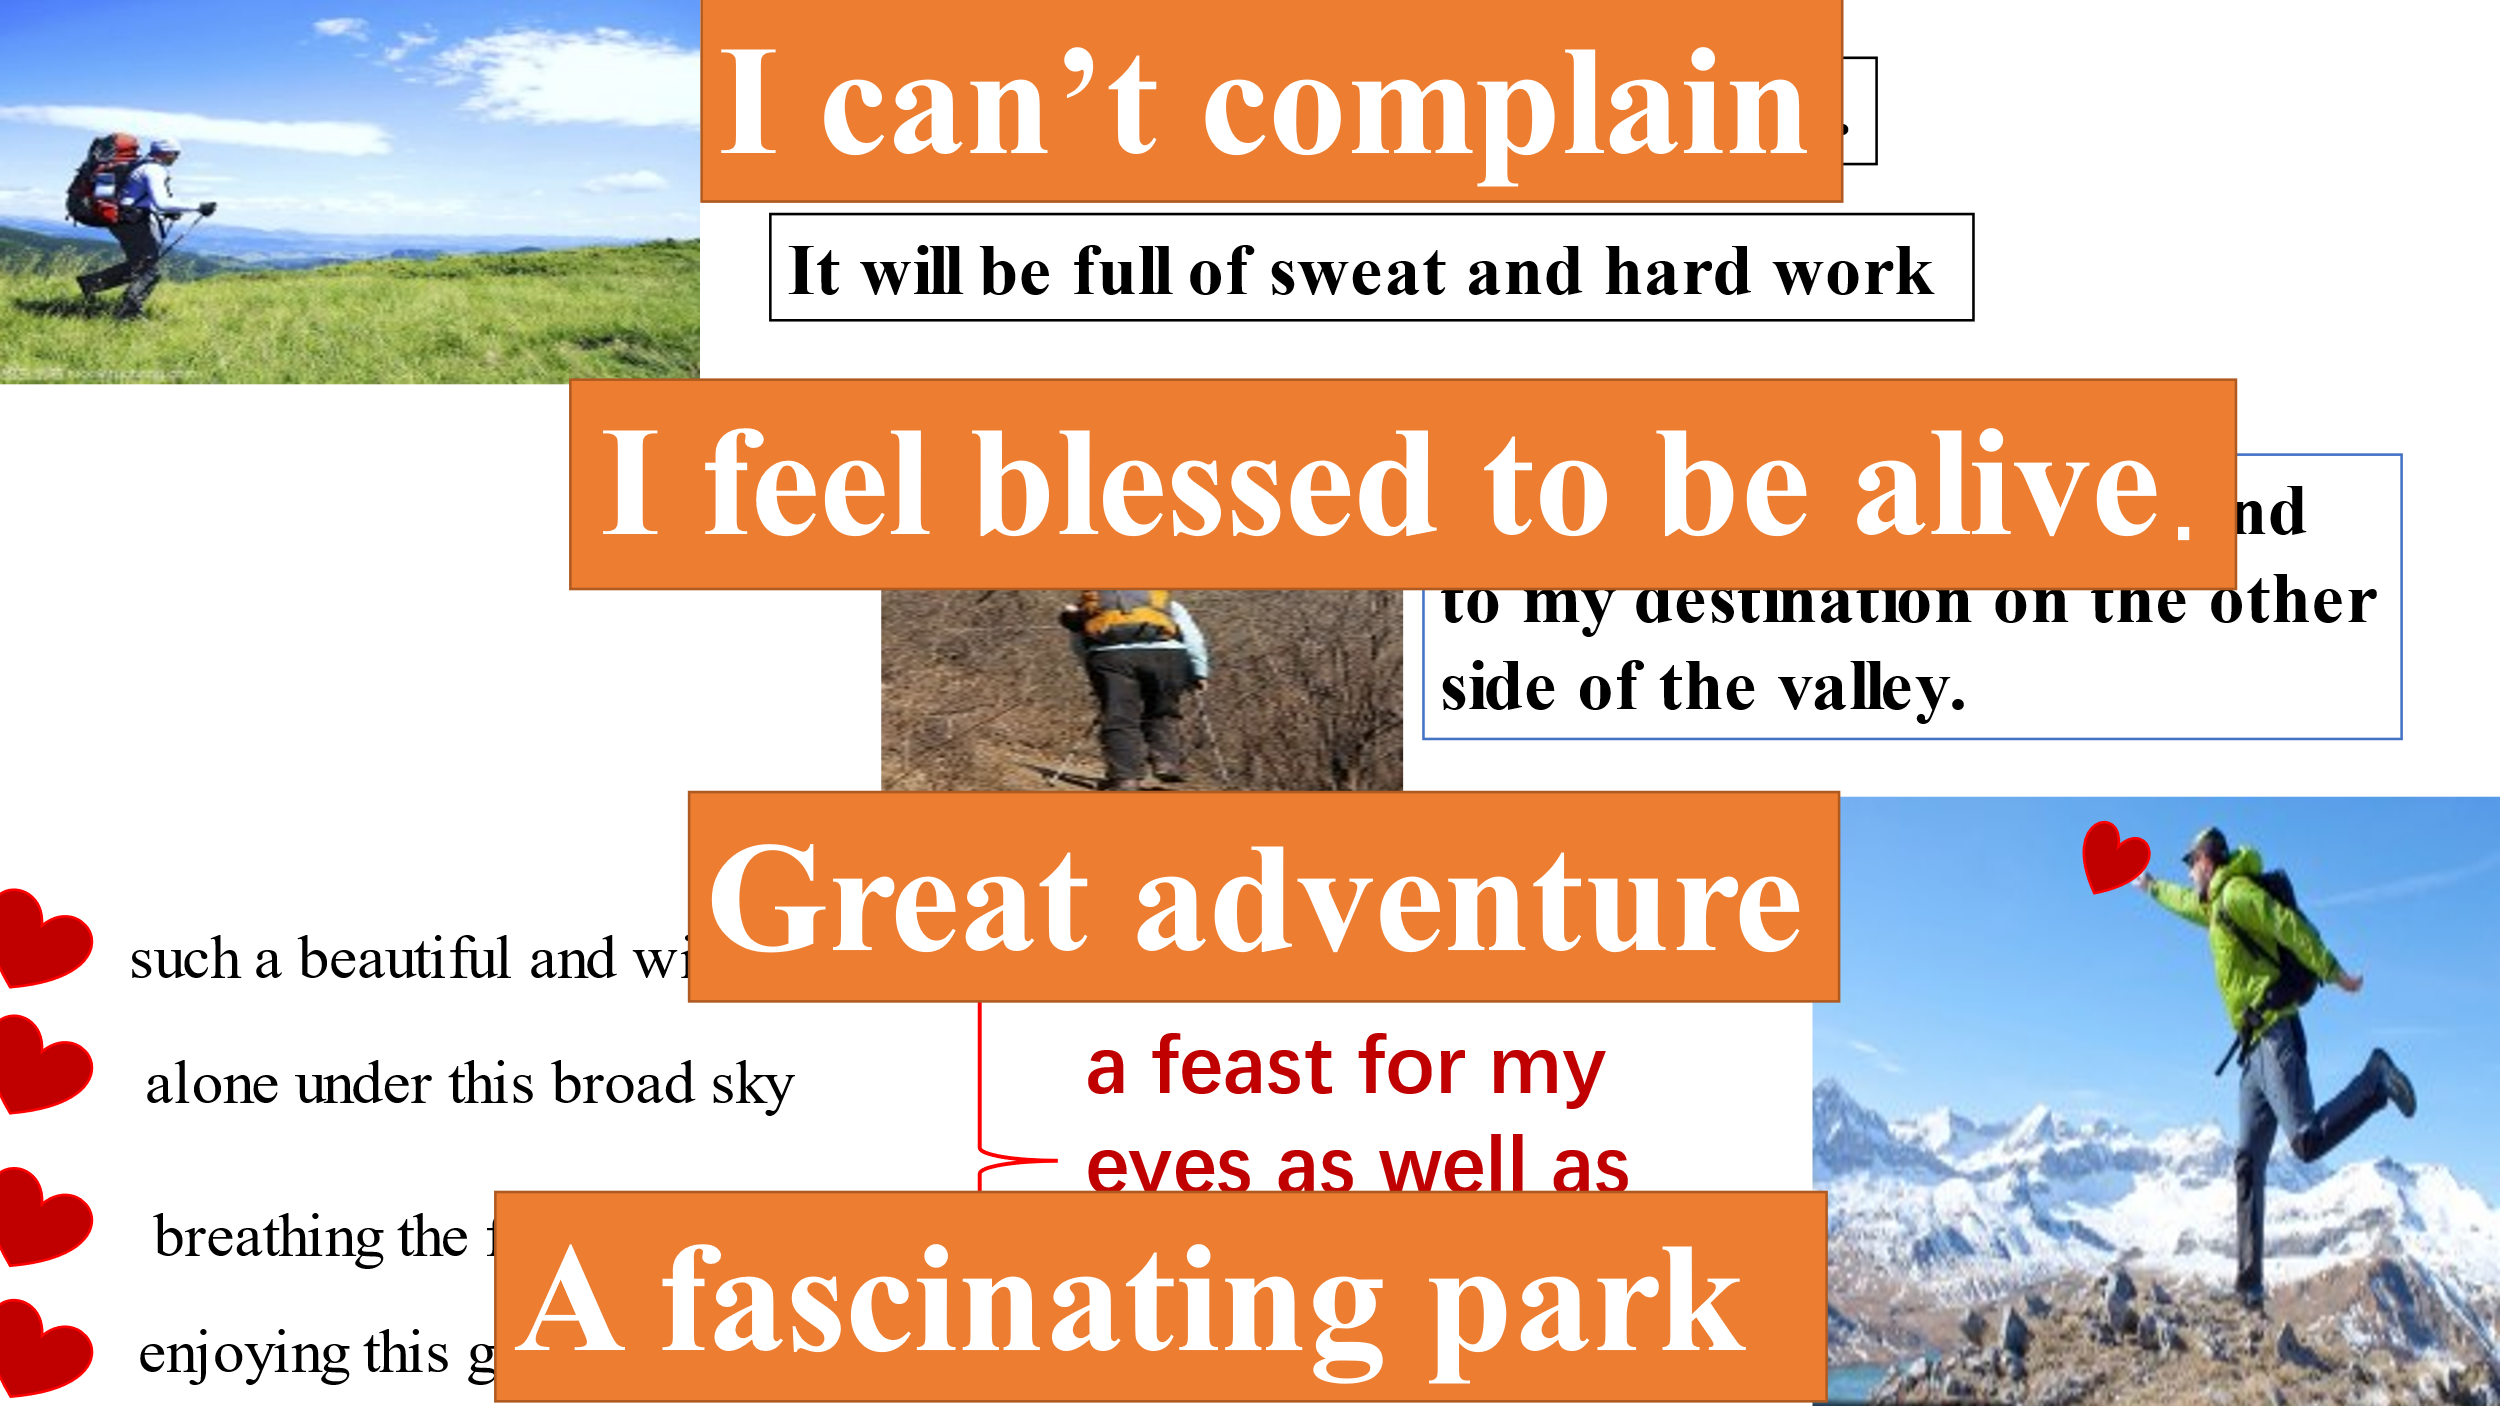 I can’t complain
It will be full of sweat and hard work
I feel blessed to be alive.
to my destination on the other
side of the valley.
Great adventure
such a beautiful and
alone under this broad sky
a feast for my
eyes as well as
breathing the
A fascinating park
enjoying this